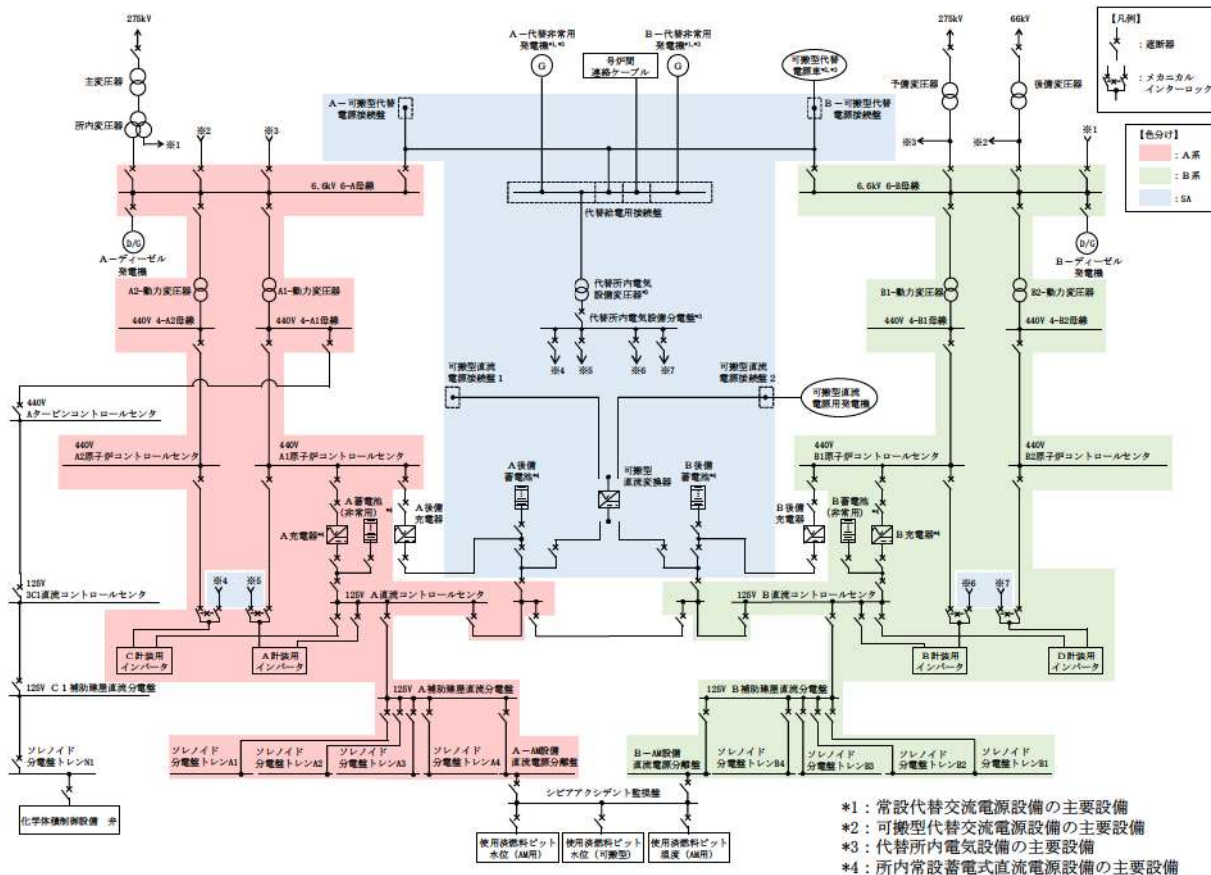 275kV
主変圧器
所内変圧器
※1
※2
※3
6.6kV 6-A母線
D/G
A-ディーゼル
発電機
A2-動力変圧器
A1-動力変圧器
440V 4-A2母線
440V 4-A1母線
440V
Aタービンコントロールセンタ
440V
A2原子炉コントロールセンタ
440V
A1原子炉コントロールセンタ
A-代替非常用
発電機*1,*3
G
号炉間
連絡ケーブル
B-代替非常用
発電機*1,*3
G
可搬型代替
電源車*2,*3
A-可搬型代替
電源接続盤
B-可搬型代替
電源接続盤
代替給電用接続盤
代替所内電気
設備変圧器*3
代替所内電気設備分電盤*3
※4
※5
※6
※7
可搬型直流
電源接続盤 1
可搬型直流
電源接続盤 2
可搬型直流
電源用発電機
275kV
66kV
予備変圧器
後備変圧器
※3
※2
※1
6.6kV 6-B母線
D/G
B-ディーゼル
発電機
B1-動力変圧器
B2-動力変圧器
440V 4-B1母線
440V 4-B2母線
440V
B1原子炉コントロールセンタ
440V
B2原子炉コントロールセンタ
【凡例】
: 遮断器
: メカニカル
インターロック
【色分け】
: A系
: B系
: SA
A充電器*4
A蓄電池
(非常用)
*4
A後備
充電器
A後備
蓄電池*4
可搬型
直流変換器
B後備
蓄電池*4
B後備
充電器
B蓄電池
(非常用)
*4
B充電器*4
125V
3C1直流コントロールセンタ
※4
※5
125V A直流コントロールセンタ
125V B直流コントロールセンタ
※6
※7
C計装用
インバータ
A計装用
インバータ
B計装用
インバータ
D計装用
インバータ
125V C1補助建屋直流分電盤
125V A補助建屋直流分電盤
125V B補助建屋直流分電盤
ソレノイド
分電盤トレンN1
ソレノイド
分電盤トレンA1
ソレノイド
分電盤トレンA2
ソレノイド
分電盤トレンA3
ソレノイド
分電盤トレンA4
A-AM設備
直流電源分離盤
B-AM設備
直流電源分離盤
ソレノイド
分電盤トレンB4
ソレノイド
分電盤トレンB3
ソレノイド
分電盤トレンB2
ソレノイド
分電盤トレンB1
化学体積制御設備 弁
シビアアクシデント監視盤
使用済燃料ピット
水位(AM用)
使用済燃料ピット
水位(可搬型)
使用済燃料ピット
温度(AM用)
*1:常設代替交流電源設備の主要設備
*2:可搬型代替交流電源設備の主要設備
*3:代替所内電気設備の主要設備
*4:所内常設蓄電式直流電源設備の主要設備